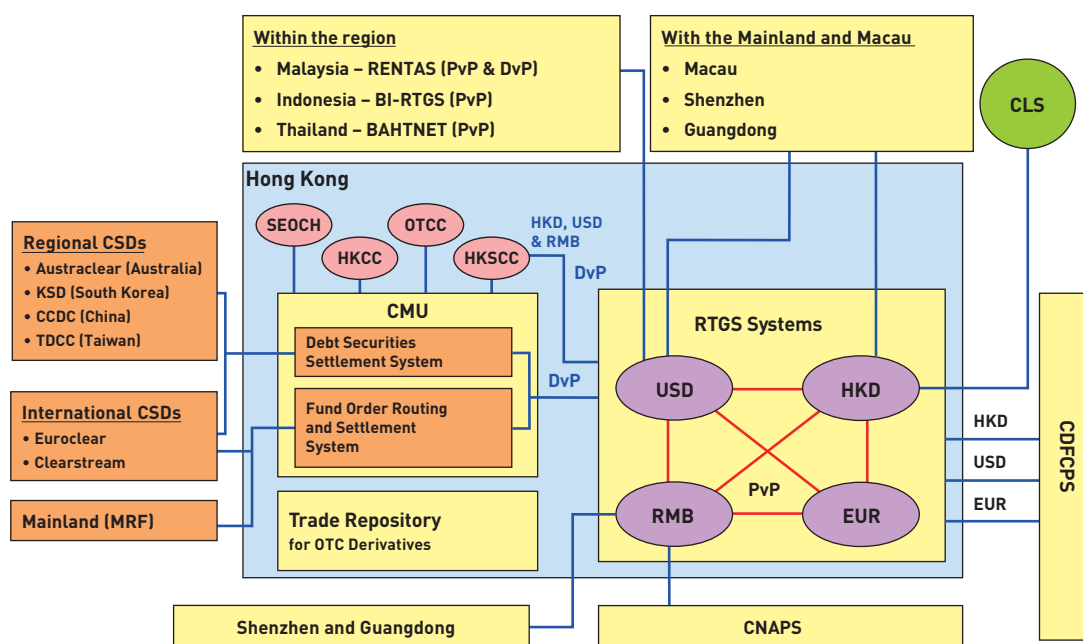 Within the region
• Malaysia – RENTAS (PvP & DvP)
• Indonesia – BI-RTGS (PvP)
• Thailand – BAHTNET (PvP)
With the Mainland and Macau
• Macau
• Shenzhen
• Guangdong
CLS
Hong Kong
SEOCH
OTCC
HKCC
HKSCC
HKD, USD
& RMB
DvP
Regional CSDs
• Austraclear (Australia)
• KSD (South Korea)
• CCDC (China)
• TDCC (Taiwan)
International CSDs
• Euroclear
• Clearstream
Mainland (MRF)
CMU
Debt Securities
Settlement System
Fund Order Routing
and Settlement
System
DvP
Trade Repository
for OTC Derivatives
RTGS Systems
USD
HKD
PvP
RMB
EUR
HKD
USD
EUR
CDFCPS
Shenzhen and Guangdong
CNAPS